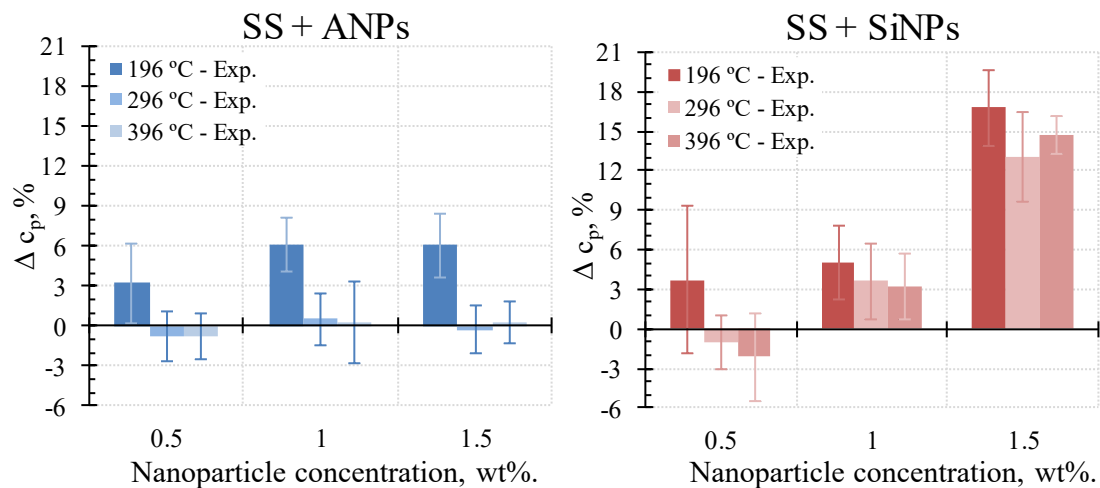 SS + ANPs
21
18
15
12
9
6
3
0
-3
-6
Δ cp, %
196 ºC - Exp.
296 ºC - Exp.
396 ºC - Exp.
0.5
1
1.5
Nanoparticle concentration, wt%.
SS + SiNPs
21
18
15
12
9
6
3
0
-3
-6
Δ cp, %
196 ºC - Exp.
296 ºC - Exp.
396 ºC - Exp.
0.5
1
1.5
Nanoparticle concentration, wt%.